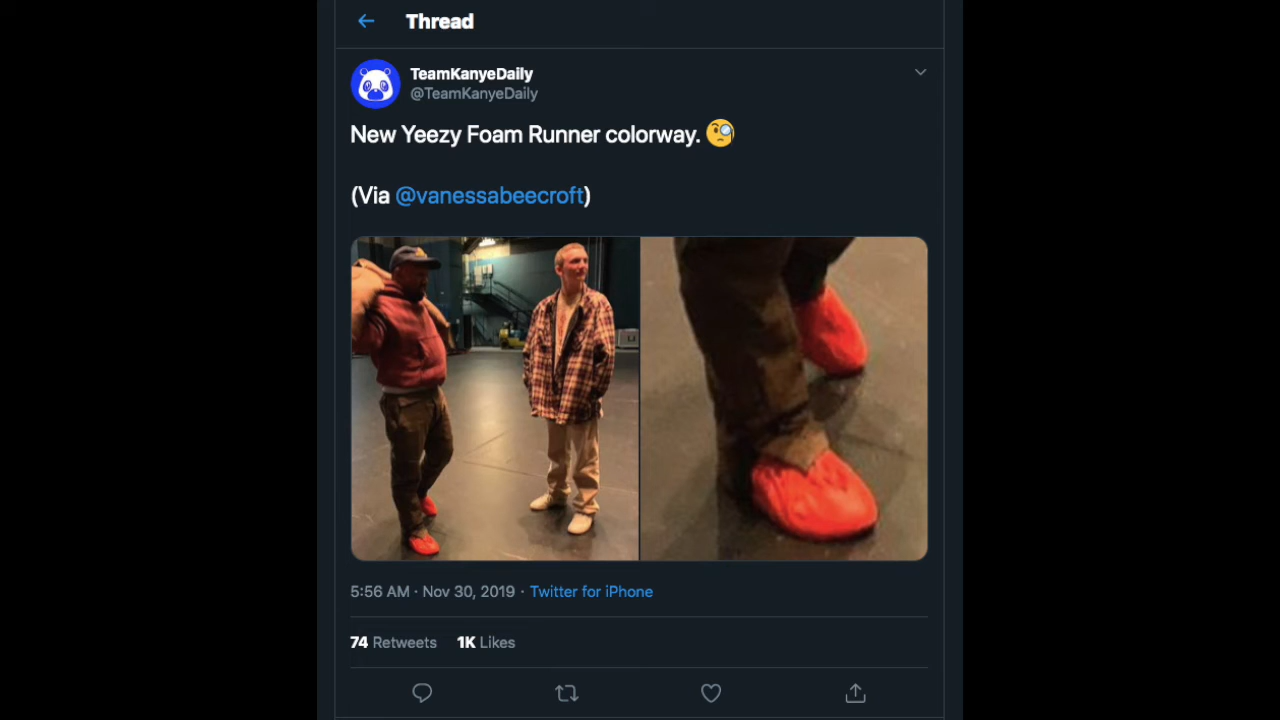 Thread
TeamKanyeDaily
@TeamKanyeDaily
New Yeezy Foam Runner colorway. 🧐
(Via @vanessabeecroft)
5:56 AM · Nov 30, 2019 · Twitter for iPhone
74 Retweets 1K Likes